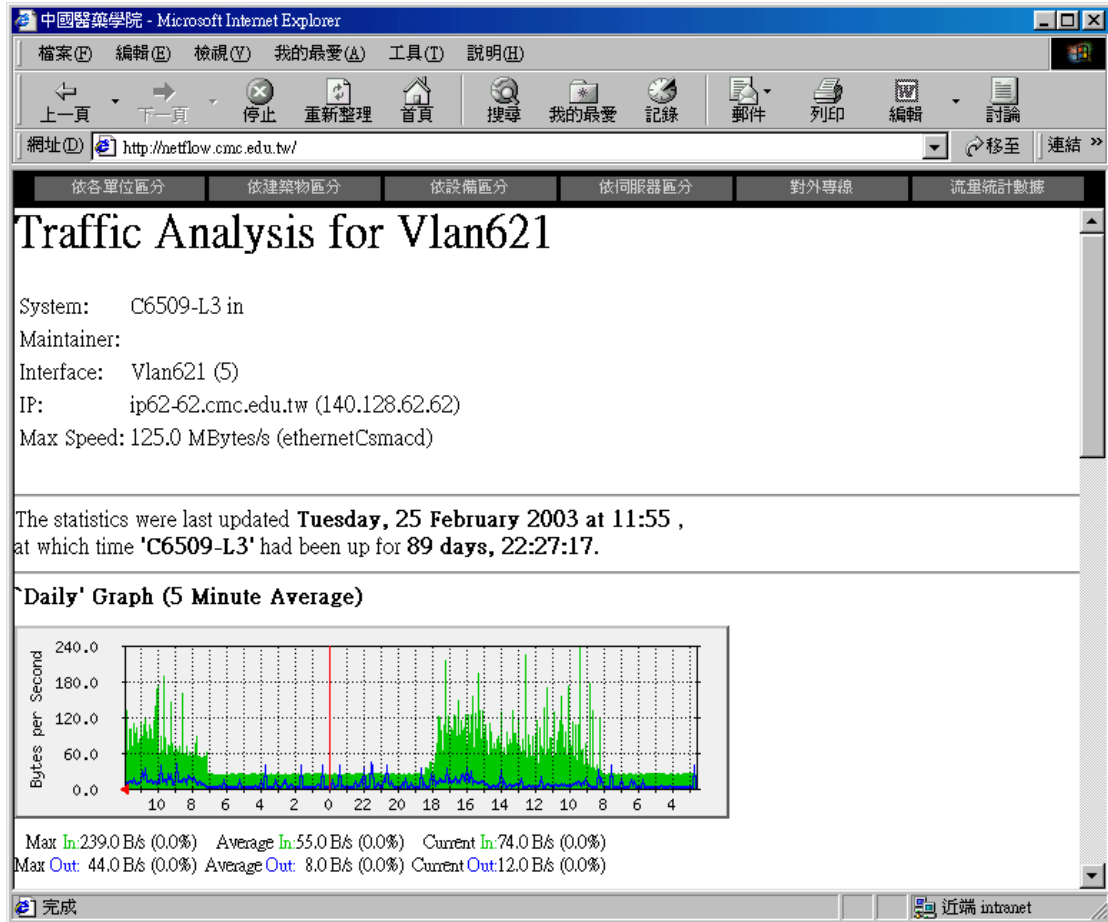 中國醫藥學院 - Microsoft Internet Explorer
檔案(F) 編輯(E) 檢視(V) 我的最愛(A) 工具(T) 說明(H)
上一頁 下一頁 停止 重新整理 首頁 搜尋 我的最愛 記錄 郵件 列印 編輯 討論
網址(D) http://netflow.cmc.edu.tw/ 移至 連結 »
依各單位區分 依建築物區分 依設備區分 依伺服器區分 對外專線 流量統計數據
Traffic Analysis for Vlan621
System: C6509-L3 in
Maintainer:
Interface: Vlan621 (5)
IP: ip62-62.cmc.edu.tw (140.128.62.62)
Max Speed: 125.0 MBytes/s (ethernetCsmacd)
The statistics were last updated Tuesday, 25 February 2003 at 11:55 ,
at which time 'C6509-L3' had been up for 89 days, 22:27:17.
`Daily' Graph (5 Minute Average)
Bytes per Second
240.0
180.0
120.0
60.0
0.0
10 8 6 4 2 0 22 20 18 16 14 12 10 8 6 4
Max In:239.0 B/s (0.0%) Average In:55.0 B/s (0.0%) Current In:74.0 B/s (0.0%)
Max Out: 44.0 B/s (0.0%) Average Out: 8.0 B/s (0.0%) Current Out:12.0 B/s (0.0%)
完成 近端 intranet